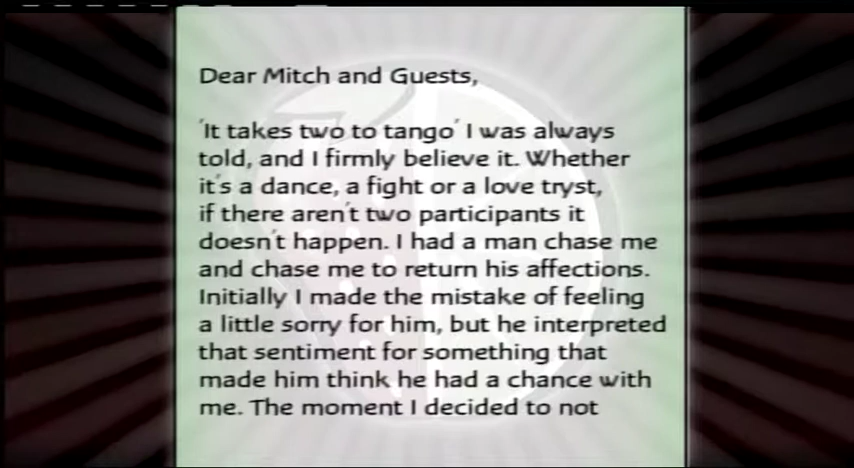 Dear Mitch and Guests,
'It takes two to tango' I was always
told, and I firmly believe it. Whether
it's a dance, a fight or a love tryst,
if there aren't two participants it
doesn't happen. I had a man chase me
and chase me to return his affections.
Initially I made the mistake of feeling
a little sorry for him, but he interpreted
that sentiment for something that
made him think he had a chance with
me. The moment I decided to not